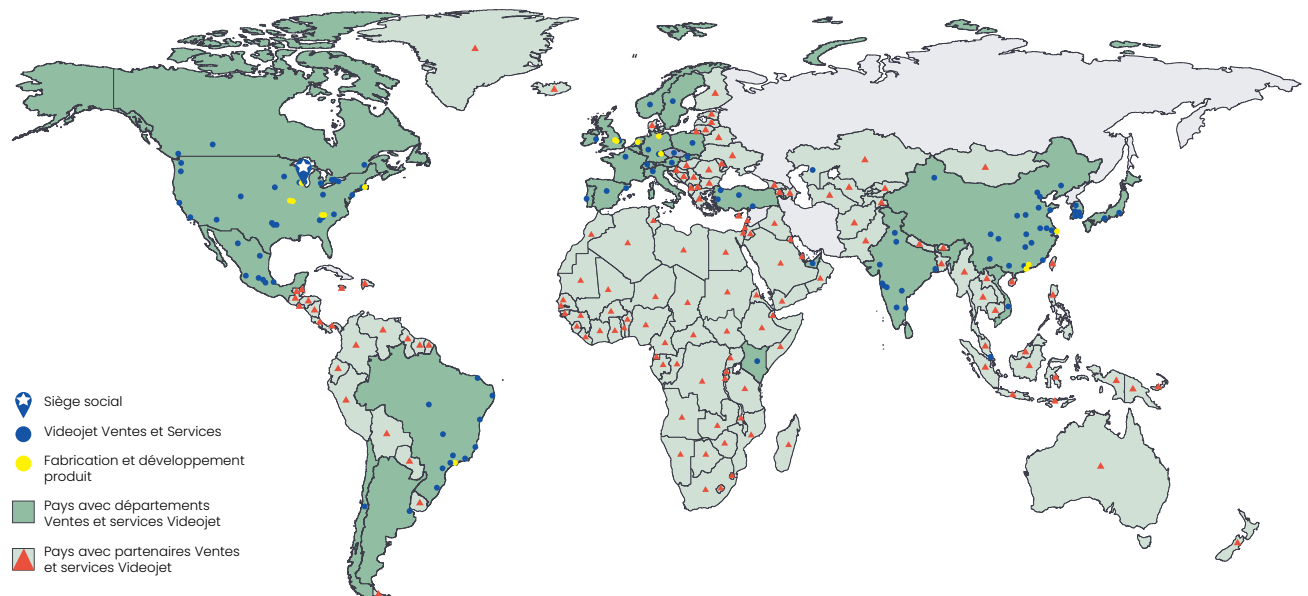 Siège social
Videojet Ventes et Services
Fabrication et développement
produit
Pays avec départements
Ventes et services Videojet
Pays avec partenaires Ventes
et services Videojet